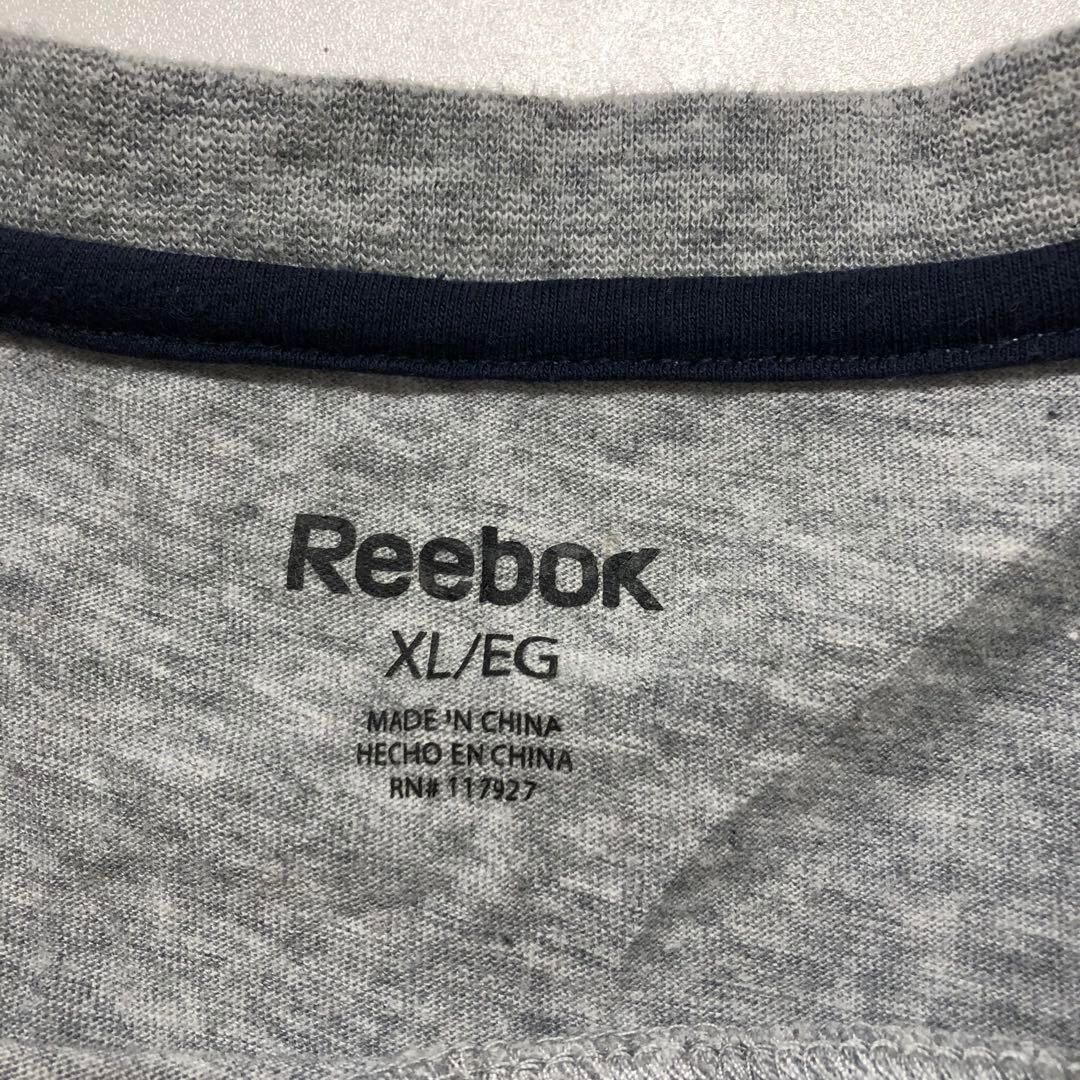 Reebok
XL/EG
MADE IN CHINA
HECHO EN CHINA
RN# 117927